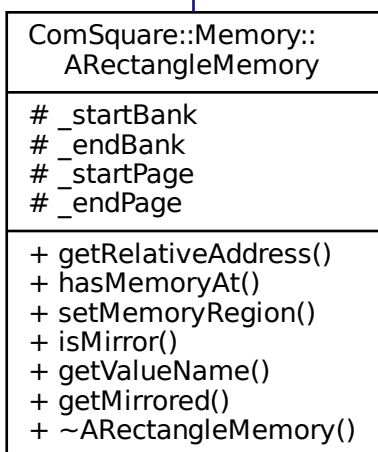 ComSquare::Memory::
ARectangleMemory
# _startBank
# _endBank
# _startPage
# _endPage
+ getRelativeAddress()
+ hasMemoryAt()
+ setMemoryRegion()
+ isMirror()
+ getValueName()
+ getMirrored()
+ ~ARectangleMemory()